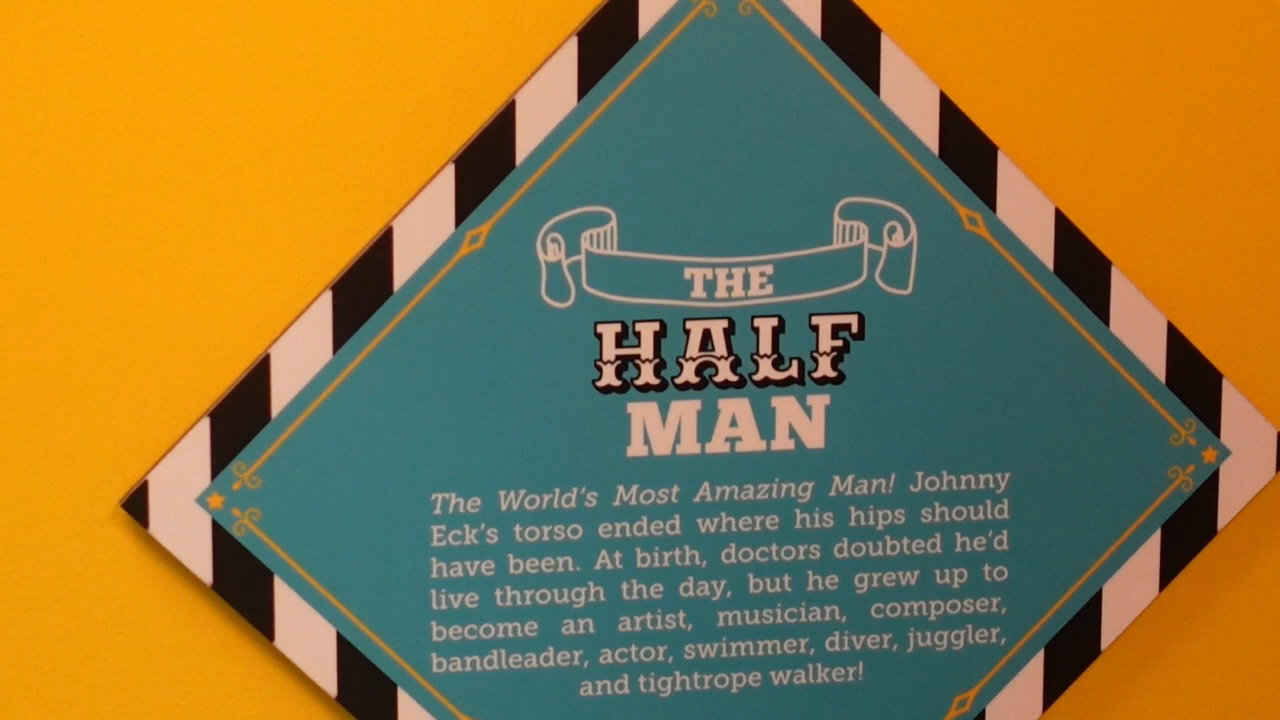 THE
HALF
MAN
The World's Most Amazing Man! Johnny
Eck's torso ended where his hips should
have been. At birth, doctors doubted he'd
live through the day, but he grew up to
become an artist, musician, composer,
bandleader, actor, swimmer, diver, juggler,
and tightrope walker!